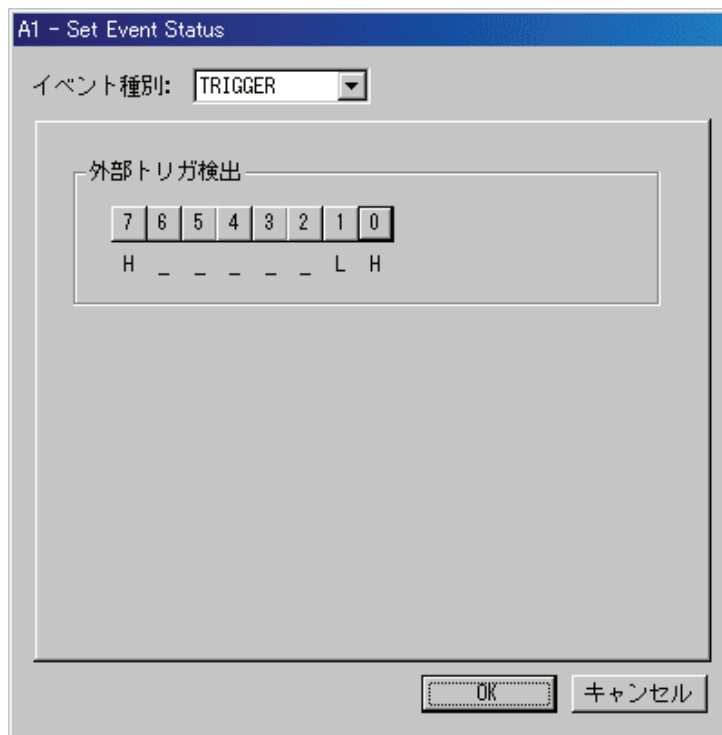 A1 - Set Event Status
イベント種別: TRIGGER
外部トリガ検出
7 6 5 4 3 2 1 0
H _ _ _ _ _ L H
OK キャンセル